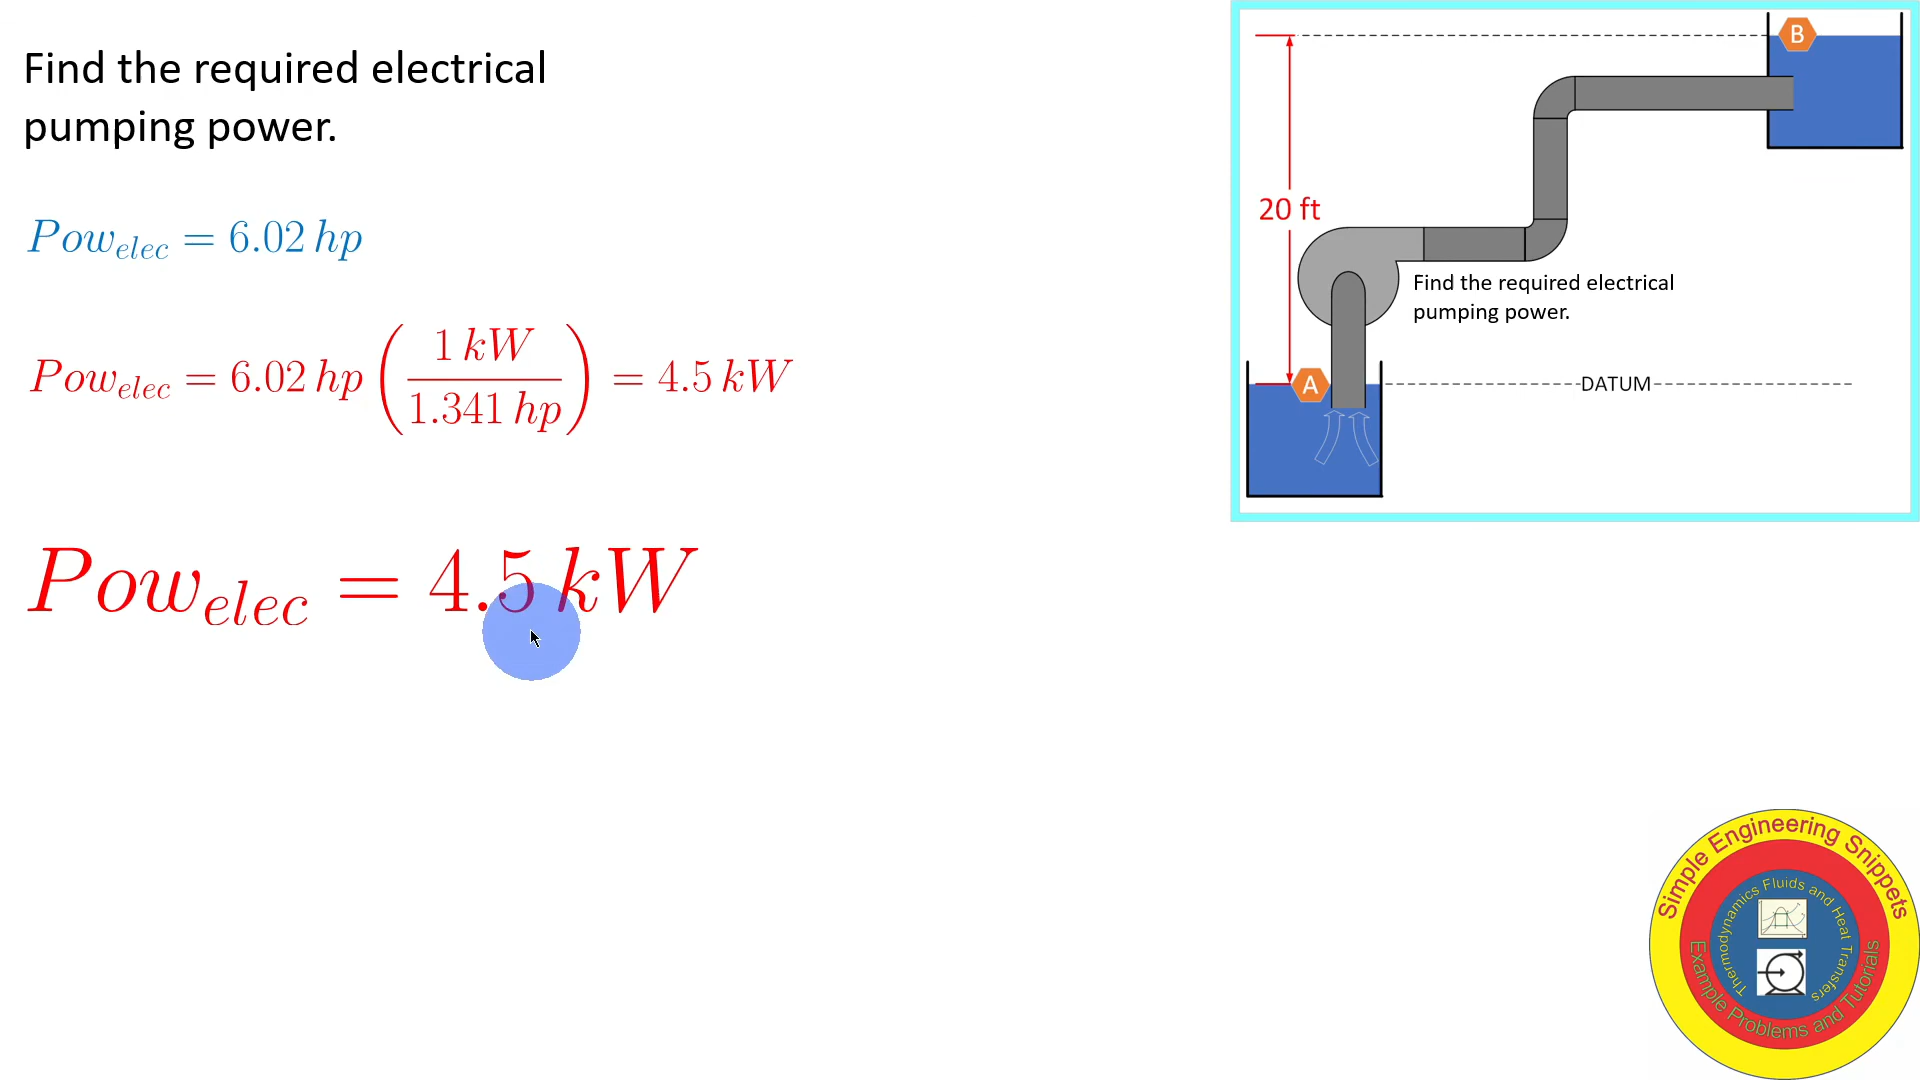 Find the required electrical
pumping power.
Pow_elec = 6.02 hp
Pow_elec = 6.02 hp (1 kW / 1.341 hp) = 4.5 kW
Pow_elec = 4.5 kW
B
20 ft
Find the required electrical
pumping power.
A
DATUM
Simple Engineering Snippets
Thermodynamics Fluids and Heat Transfers
Example Problems and Tutorials